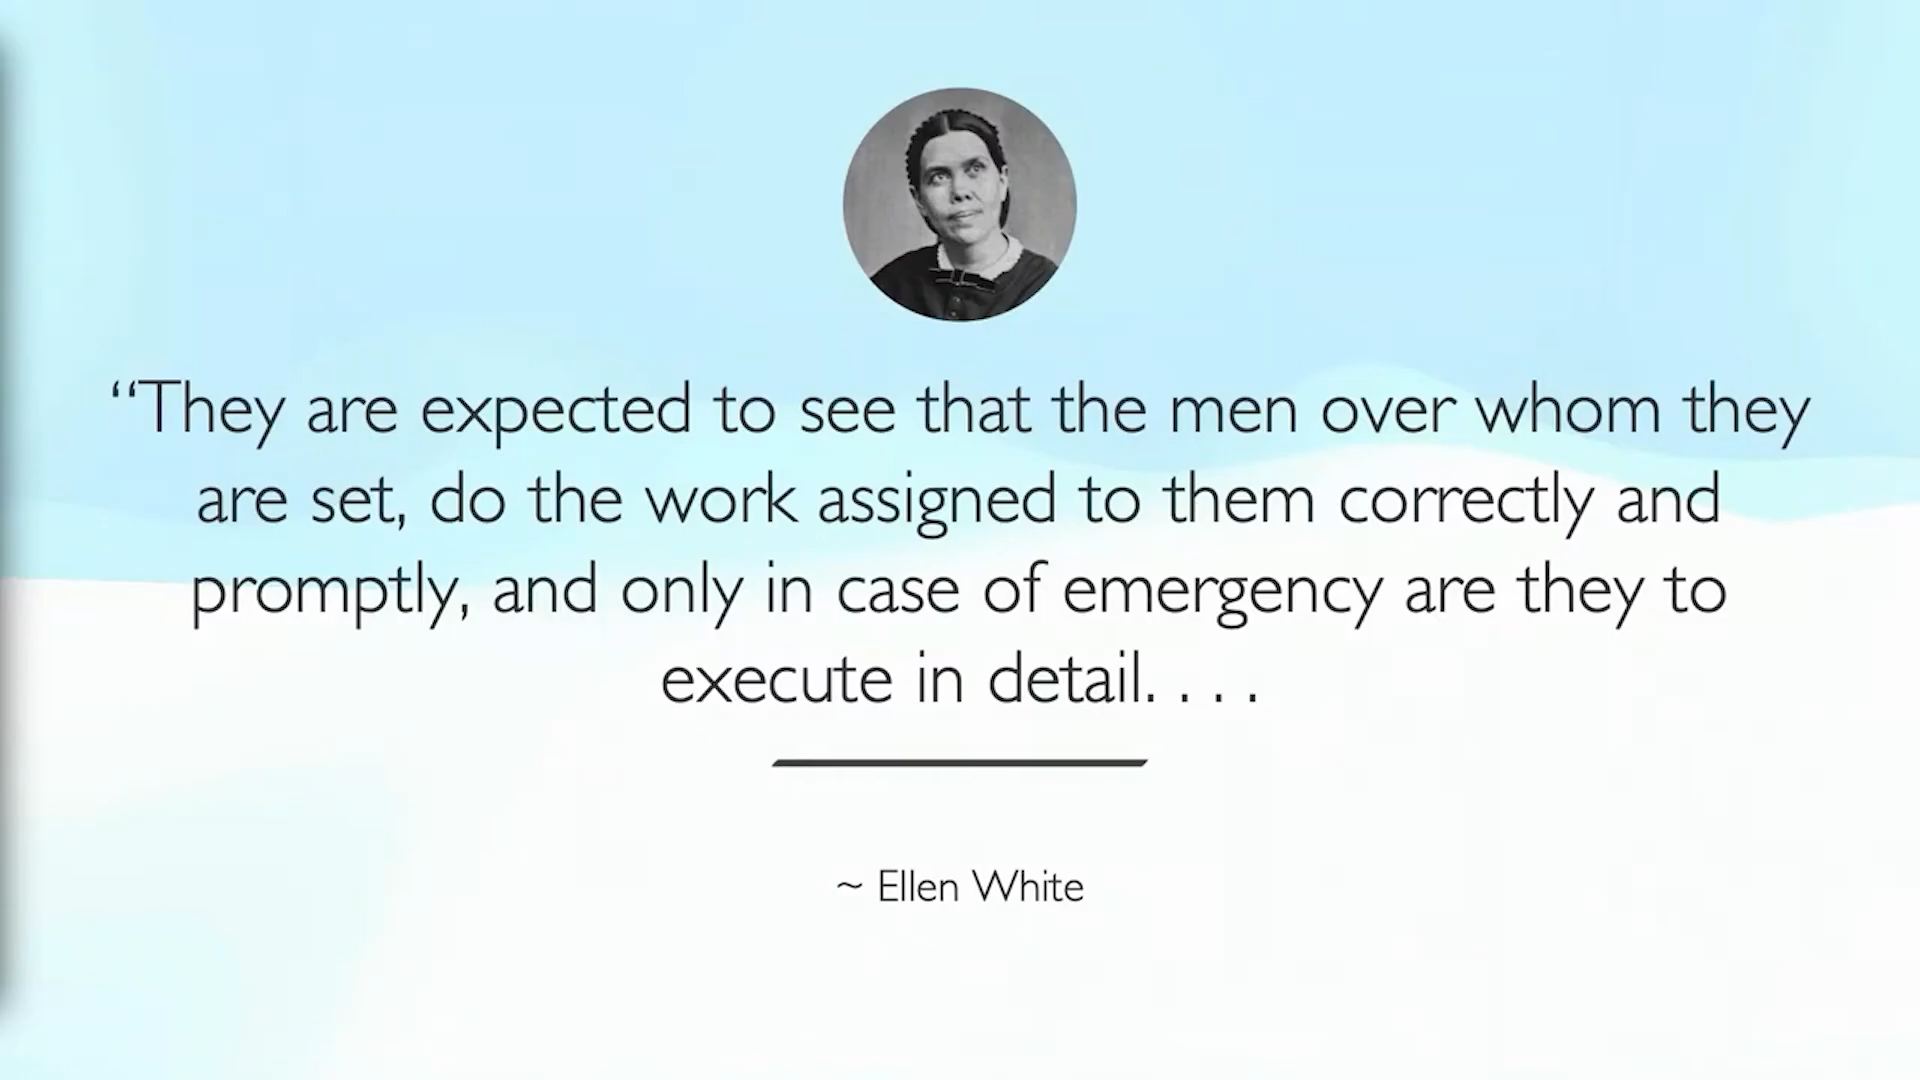 “They are expected to see that the men over whom they
are set, do the work assigned to them correctly and
promptly, and only in case of emergency are they to
execute in detail. . . .
~ Ellen White